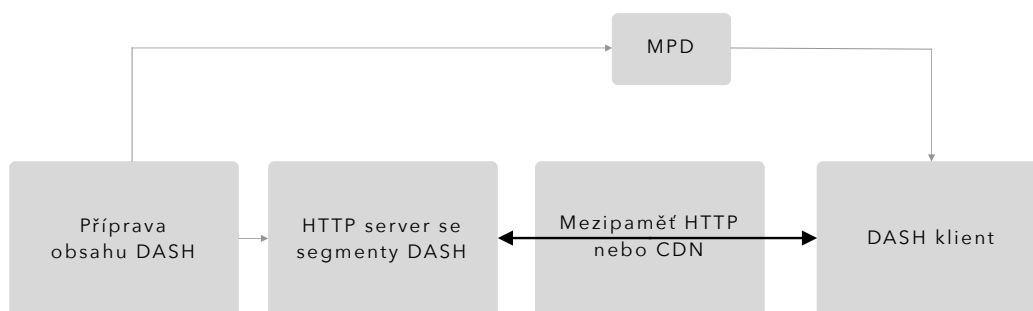 MPD
Příprava
obsahu DASH
HTTP server se
segmenty DASH
Mezipaměť HTTP
nebo CDN
DASH klient